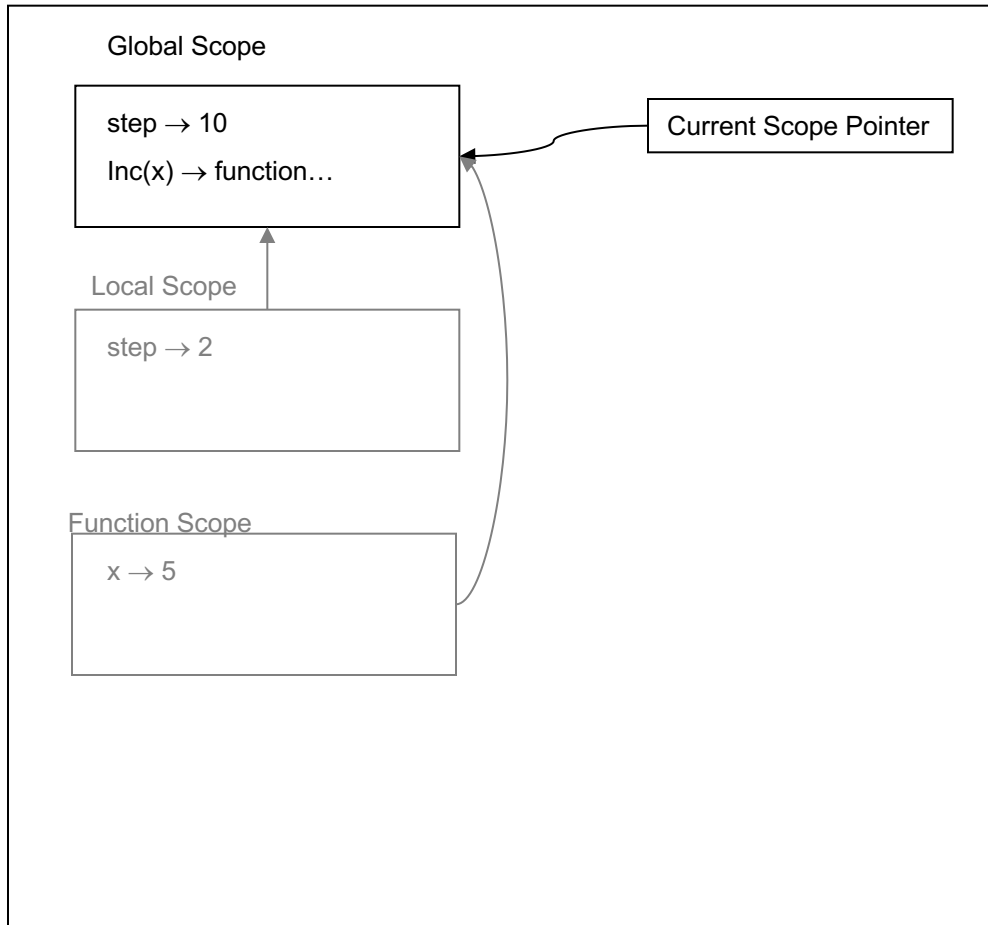 Global Scope
step → 10
Current Scope Pointer
Inc(x) → function…
Local Scope
step → 2
Function Scope
x → 5